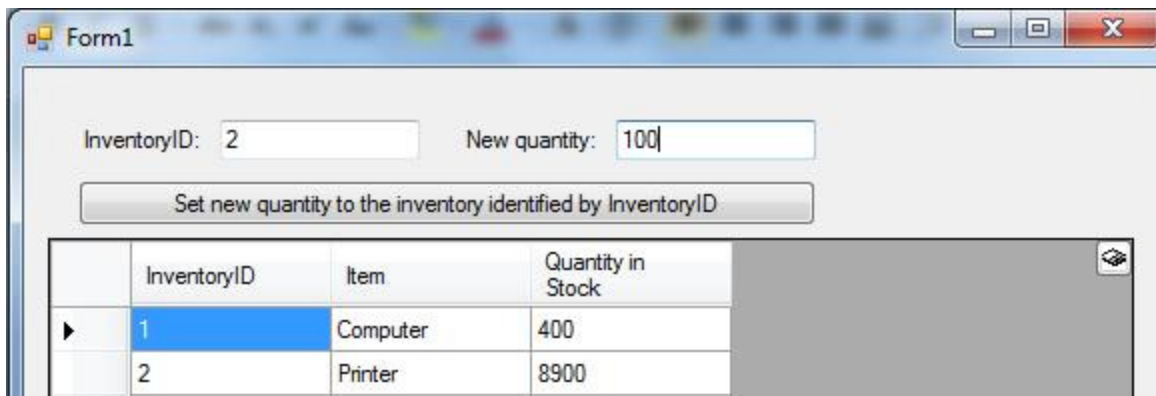 Form1
InventoryID: 2 New quantity: 100
Set new quantity to the inventory identified by InventoryID
InventoryID Item Quantity in
Stock
1 Computer 400
2 Printer 8900